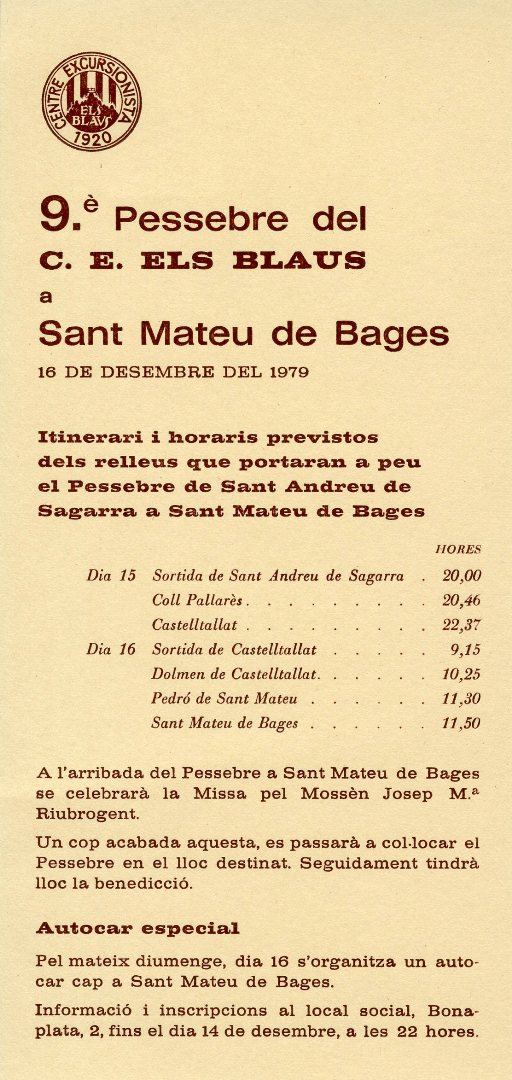 CENTRE EXCURSIONISTA
ELS
BLAUS
1920
9.è Pessebre del
C. E. ELS BLAUS
a
Sant Mateu de Bages
16 DE DESEMBRE DEL 1979
Itinerari i horaris previstos
dels relleus que portaran a peu
el Pessebre de Sant Andreu de
Sagarra a Sant Mateu de Bages
HORES
Dia 15 Sortida de Sant Andreu de Sagarra . 20,00
Coll Pallarès . . . . . . . . . 20,46
Castelltallat . . . . . . . . . 22,37
Dia 16 Sortida de Castelltallat . . . . . 9,15
Dolmen de Castelltallat. . . . . . 10,25
Pedró de Sant Mateu . . . . . . 11,30
Sant Mateu de Bages . . . . . . 11,50
A l'arribada del Pessebre a Sant Mateu de Bages
se celebrarà la Missa pel Mossèn Josep M.ª
Riubrogent.
Un cop acabada aquesta, es passarà a col·locar el
Pessebre en el lloc destinat. Seguidament tindrà
lloc la benedicció.
Autocar especial
Pel mateix diumenge, dia 16 s'organitza un auto-
car cap a Sant Mateu de Bages.
Informació i inscripcions al local social, Bona-
plata, 2, fins el dia 14 de desembre, a les 22 hores.